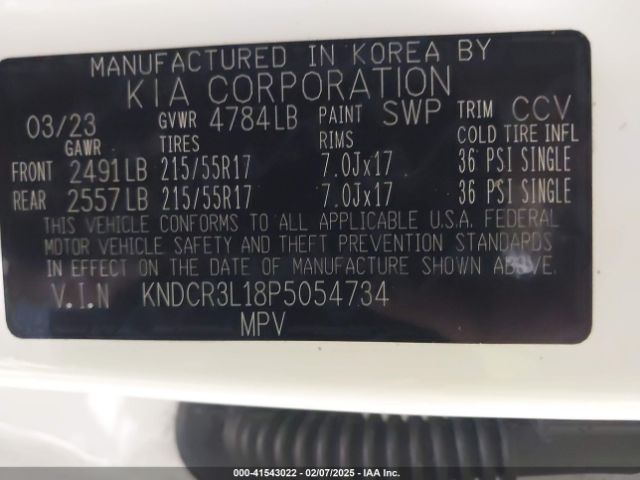 MANUFACTURED IN KOREA BY
KIA CORPORATION
03/23 GVWR 4784LB PAINT SWP TRIM CCV
GAWR TIRES RIMS COLD TIRE INFL
FRONT 2491LB 215/55R17 7.0Jx17 36 PSI SINGLE
REAR 2557LB 215/55R17 7.0Jx17 36 PSI SINGLE
THIS VEHICLE CONFORMS TO ALL APPLICABLE U.S.A. FEDERAL
MOTOR VEHICLE SAFETY AND THEFT PREVENTION STANDARDS
IN EFFECT ON THE DATE OF MANUFACTURE SHOWN ABOVE.
V.I.N KNDCR3L18P5054734
MPV
000-41543022 - 02/07/2025 - IAA Inc.